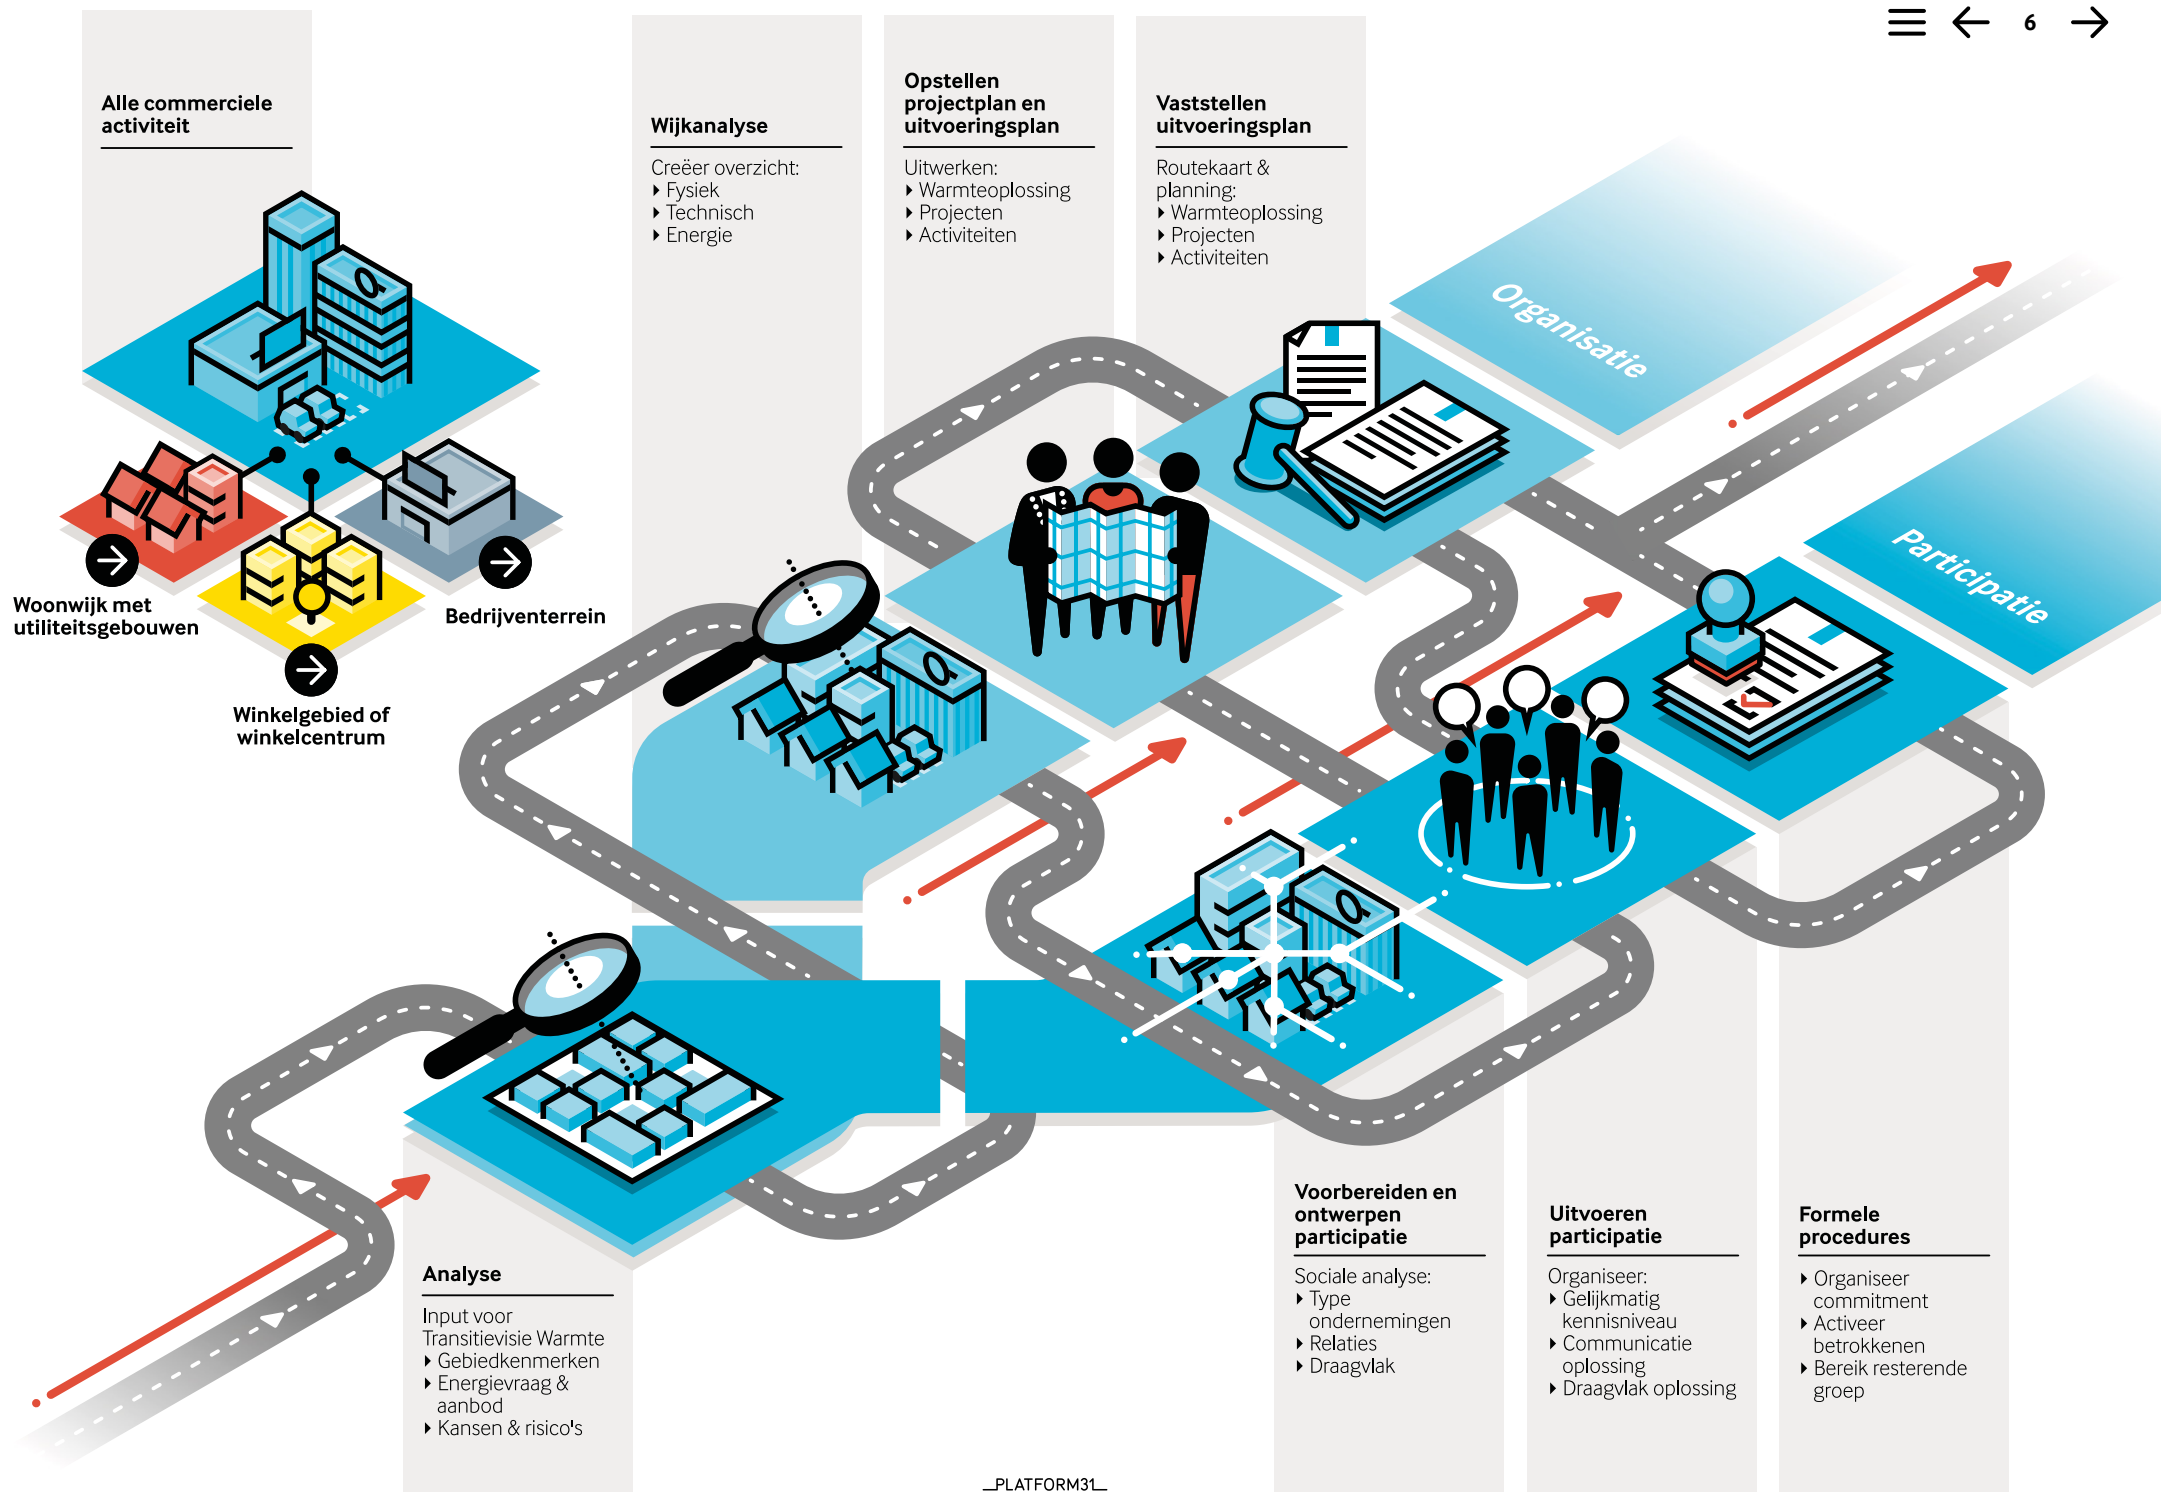 6
Alle commerciele
activiteit
Woonwijk met
utiliteitsgebouwen
Winkelgebied of
winkelcentrum
Bedrijventerrein
Wijkanalyse
Creëer overzicht:
‣ Fysiek
‣ Technisch
‣ Energie
Opstellen
projectplan en
uitvoeringsplan
Uitwerken:
‣ Warmteoplossing
‣ Projecten
‣ Activiteiten
Vaststellen
uitvoeringsplan
Routekaart &
planning:
‣ Warmteoplossing
‣ Projecten
‣ Activiteiten
Organisatie
Participatie
Analyse
Input voor
Transitievisie Warmte
‣ Gebiedkenmerken
‣ Energievraag &
aanbod
‣ Kansen & risico's
Voorbereiden en
ontwerpen
participatie
Sociale analyse:
‣ Type
ondernemingen
‣ Relaties
‣ Draagvlak
Uitvoeren
participatie
Organiseer:
‣ Gelijkmatig
kennisniveau
‣ Communicatie
oplossing
‣ Draagvlak oplossing
Formele
procedures
‣ Organiseer
commitment
‣ Activeer
betrokkenen
‣ Bereik resterende
groep
PLATFORM31